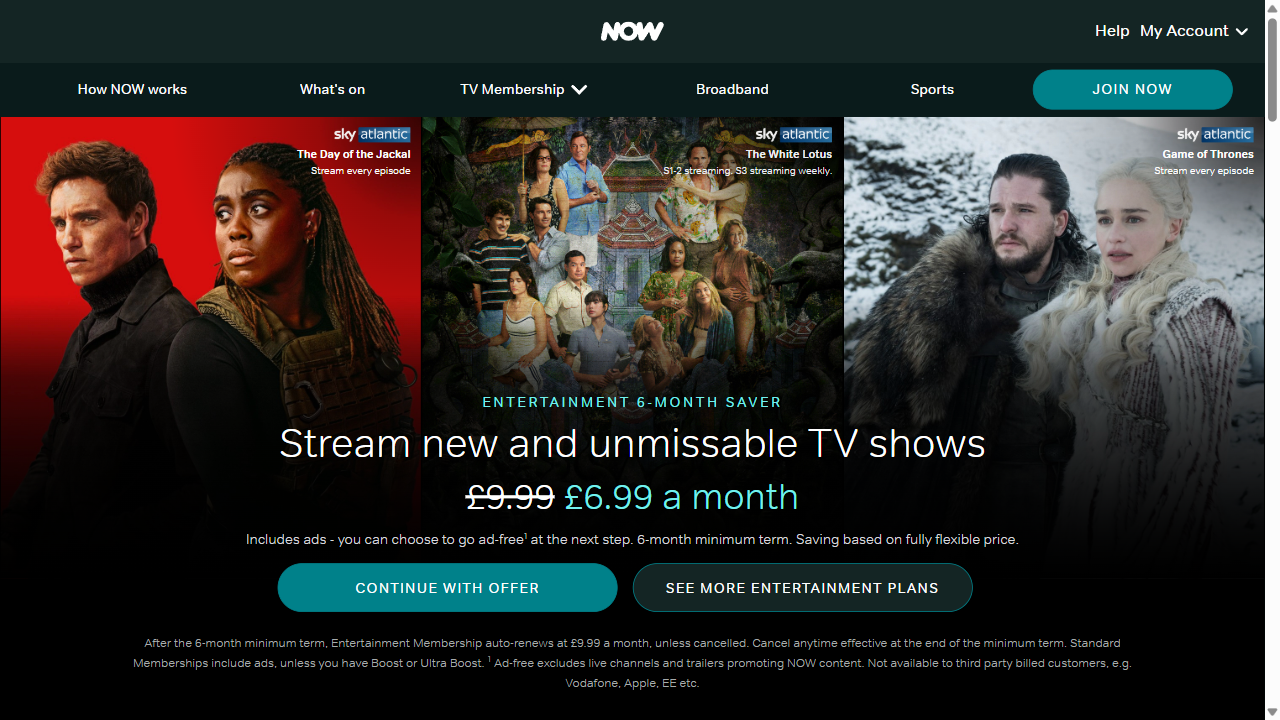 NOW
Help My Account
How NOW works What's on TV Membership Broadband Sports JOIN NOW
sky atlantic
The Day of the Jackal
Stream every episode
sky atlantic
The White Lotus
S1-2 streaming. S3 streaming weekly.
sky atlantic
Game of Thrones
Stream every episode
ENTERTAINMENT 6-MONTH SAVER
Stream new and unmissable TV shows
£9.99 £6.99 a month
Includes ads - you can choose to go ad-free¹ at the next step. 6-month minimum term. Saving based on fully flexible price.
CONTINUE WITH OFFER SEE MORE ENTERTAINMENT PLANS
After the 6-month minimum term, Entertainment Membership auto-renews at £9.99 a month, unless cancelled. Cancel anytime effective at the end of the minimum term. Standard
Memberships include ads, unless you have Boost or Ultra Boost. ¹ Ad-free excludes live channels and trailers promoting NOW content. Not available to third party billed customers, e.g.
Vodafone, Apple, EE etc.